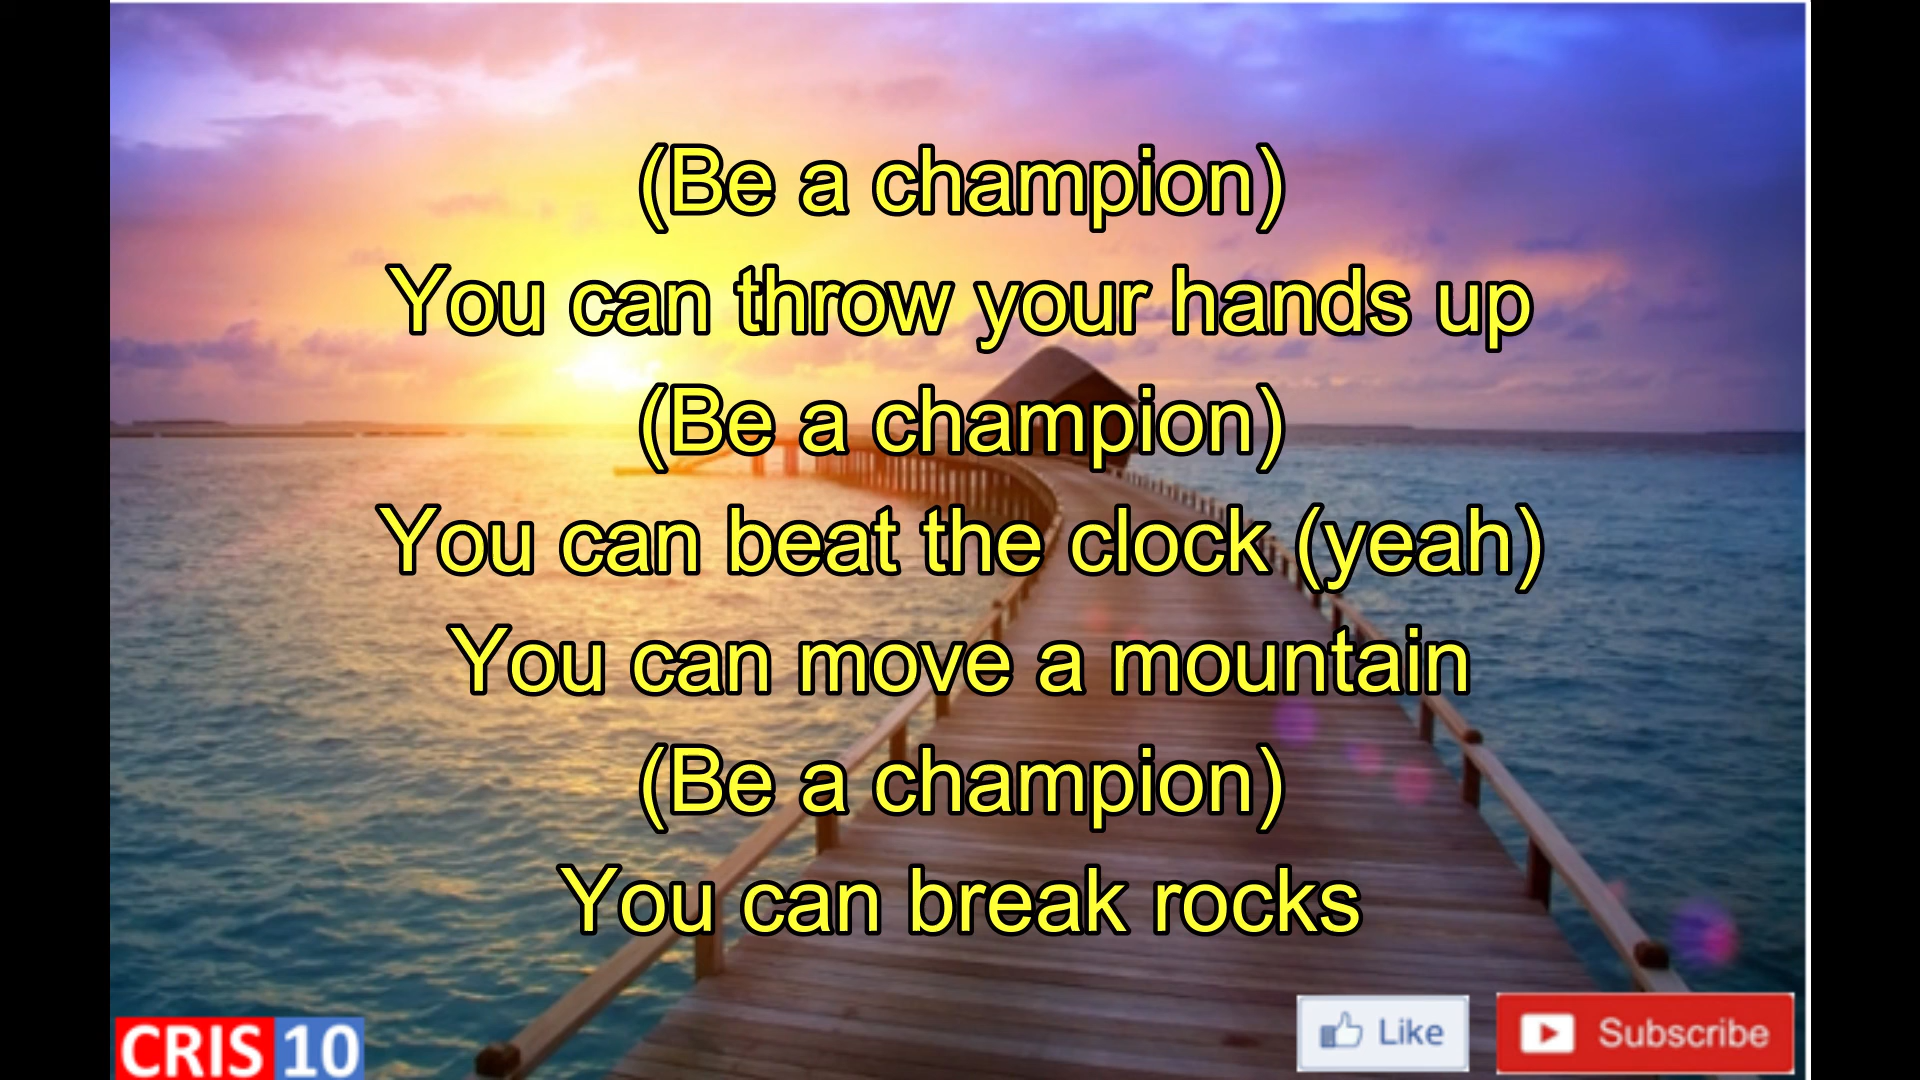 (Be a champion)
You can throw your hands up
(Be a champion)
You can beat the clock (yeah)
You can move a mountain
(Be a champion)
You can break rocks
CRIS 10
Like
Subscribe